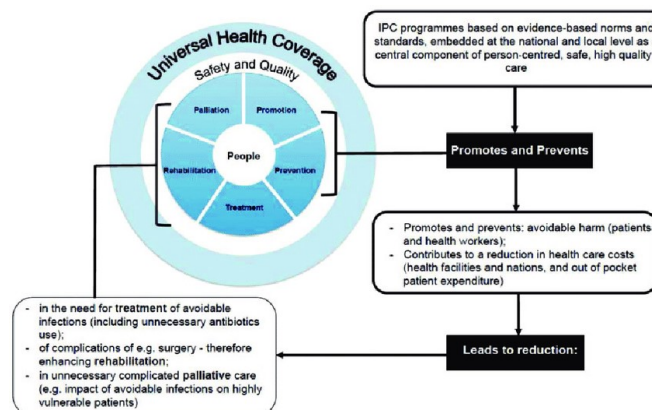 Universal Health Coverage
Safety and Quality
Palliation
Promotion
People
Rehabilitation
Prevention
Treatment
IPC programmes based on evidence-based norms and
standards, embedded at the national and local level as a
central component of person-centred, safe, high quality
care
Promotes and Prevents
- Promotes and prevents: avoidable harm (patients
and health workers);
- Contributes to a reduction in health care costs
(health facilities and nations, and out of pocket
patient expenditure)
Leads to reduction:
- in the need for treatment of avoidable
infections (including unnecessary antibiotics
use);
- of complications of e.g. surgery - therefore
enhancing rehabilitation;
- in unnecessary complicated palliative care
(e.g. impact of avoidable infections on highly
vulnerable patients)